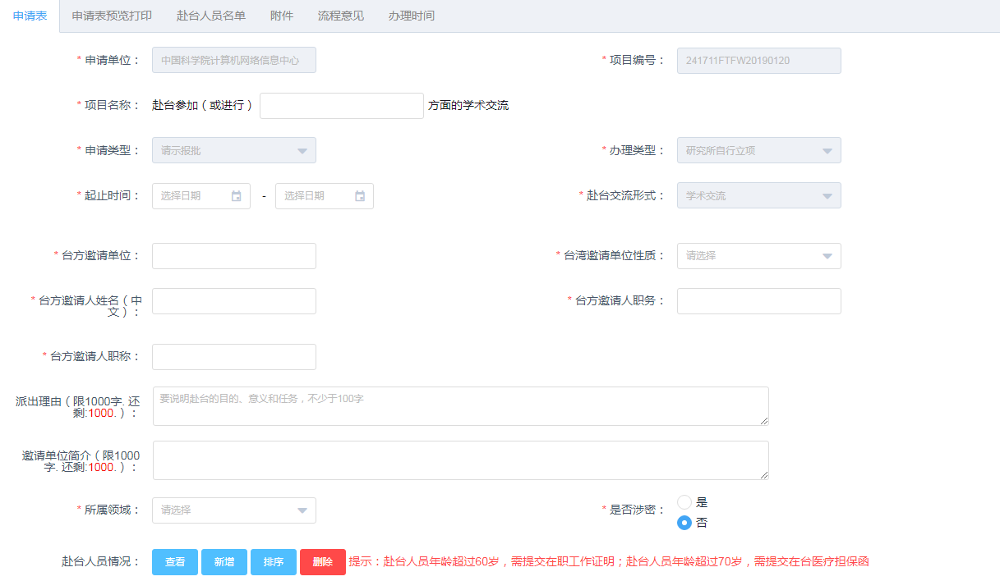 申请表 申请表预览打印 赴台人员名单 附件 流程意见 办理时间
* 申请单位： 中国科学院计算机网络信息中心 * 项目编号： 241711FTFW20190120
* 项目名称： 赴台参加（或进行） 方面的学术交流
* 申请类型： 请示报批 * 办理类型： 研究所自行立项
* 起止时间： 选择日期 - 选择日期 * 赴台交流形式： 学术交流
* 台方邀请单位： * 台湾邀请单位性质： 请选择
* 台方邀请人姓名（中
文）： * 台方邀请人职务：
* 台方邀请人职称：
派出理由（限1000字. 还
剩:1000. ）： 要说明赴台的目的、意义和任务，不少于100字
邀请单位简介（限1000
字. 还剩:1000. ）：
* 所属领域： 请选择 * 是否涉密： 是
否
赴台人员情况： 查看 新增 排序 删除 提示：赴台人员年龄超过60岁，需提交在职工作证明；赴台人员年龄超过70岁，需提交在台医疗担保函